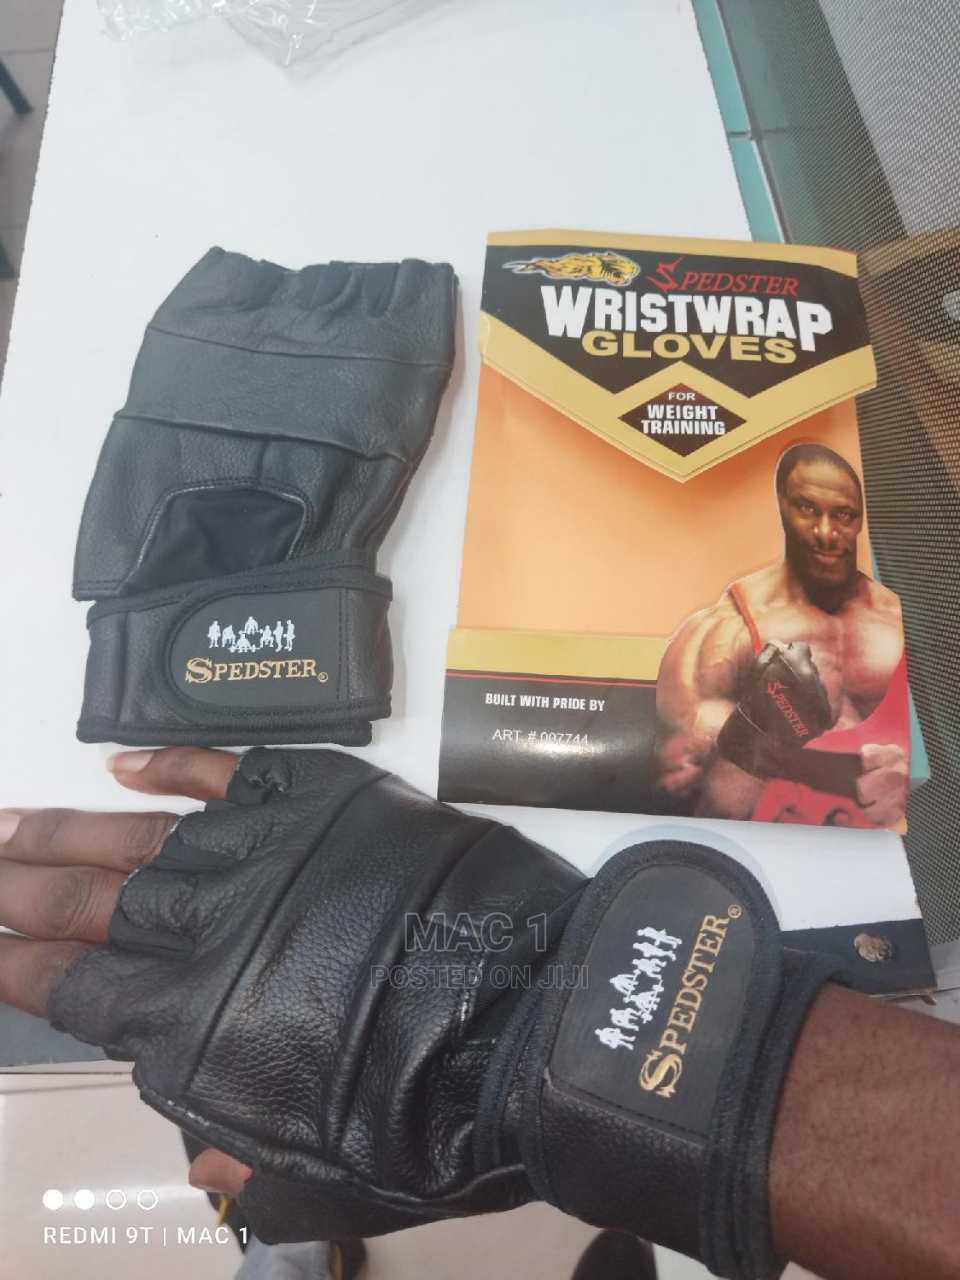 SPEDSTER
WRISTWRAP
GLOVES
FOR
WEIGHT
TRAINING
SPEDSTER®
BUILT WITH PRIDE BY
ART. # 007744
SPEDSTER
SPEDSTER®
MAC 1
POSTED ON JIJI
REDMI 9T | MAC 1